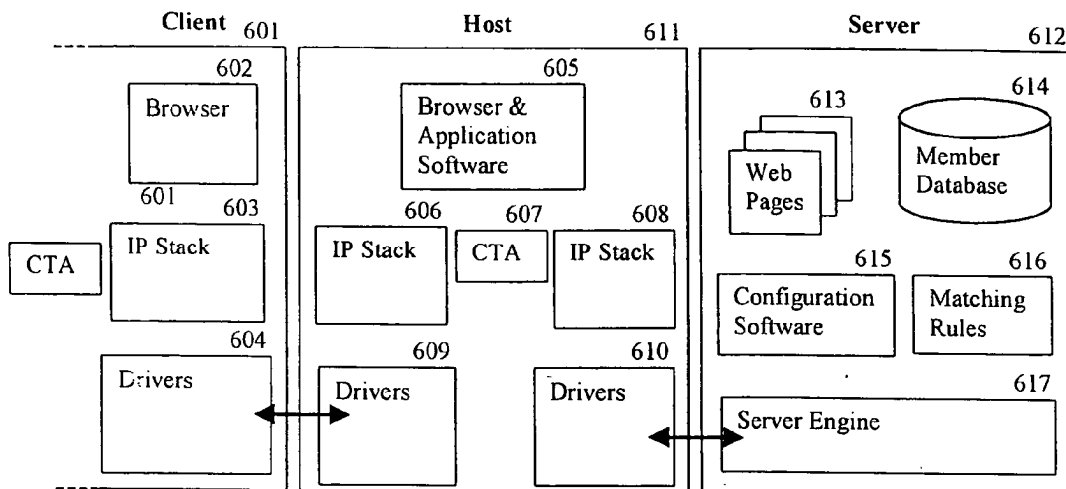 Client
601
602
Browser
601
603
CTA
IP Stack
604
Drivers
Host
611
605
Browser &
Application
Software
606
607
608
IP Stack
CTA
IP Stack
609
610
Drivers
Drivers
Server
612
613
614
Web
Pages
Member
Database
615
616
Configuration
Software
Matching
Rules
617
Server Engine